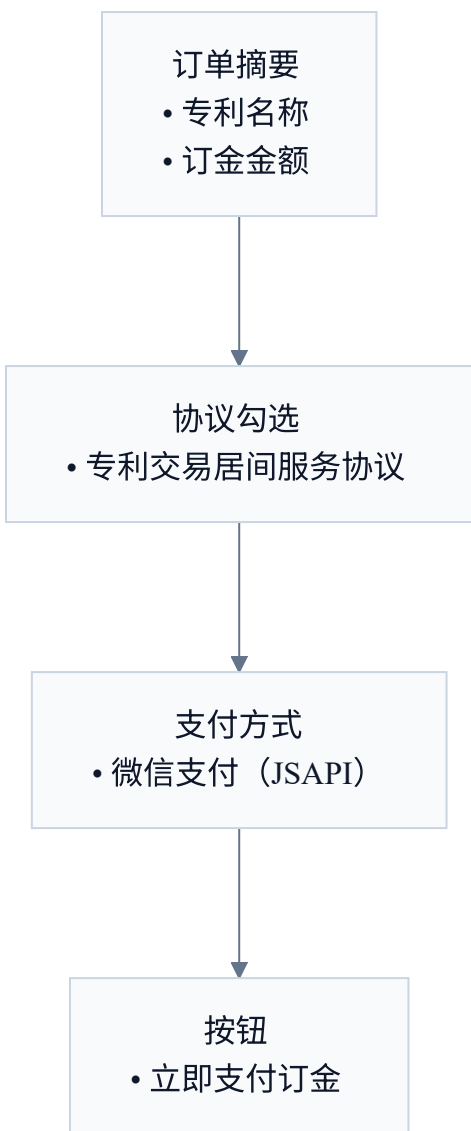 订单摘要
• 专利名称
• 订金金额
协议勾选
• 专利交易居间服务协议
支付方式
• 微信支付（JSAPI）
按钮
• 立即支付订金